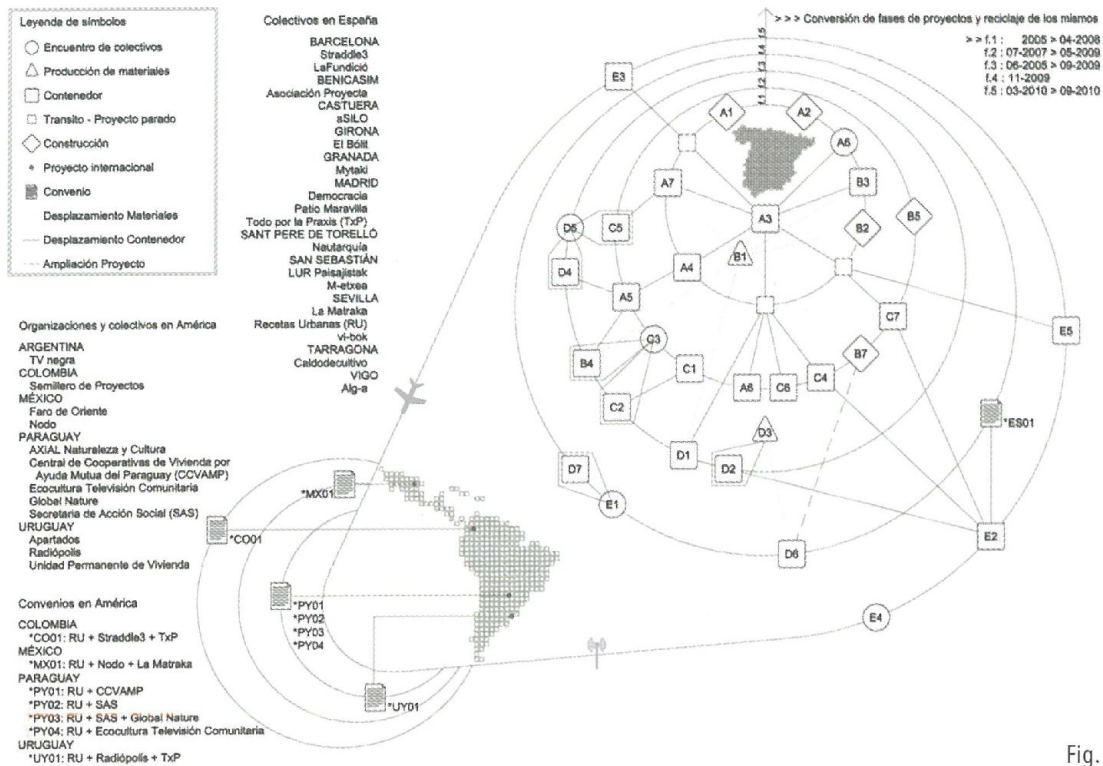 Leyenda de símbolos
Encuentro de colectivos
Producción de materiales
Contenedor
Transito - Proyecto parado
Construcción
Proyecto internacional
Convenio
Desplazamiento Materiales
Desplazamiento Contenedor
Ampliación Proyecto
Colectivos en España
BARCELONA
Straddle3
LaFundició
BENICASIM
Asociación Proyecta
CASTUERA
aSILO
GIRONA
El Bólit
GRANADA
Mytaki
MADRID
Democracia
Patio Maravilla
Todo por la Praxis (TxP)
SANT PERE DE TORELLÓ
Nautarquía
SAN SEBASTIÁN
LUR Paisajistak
M-etxea
SEVILLA
La Matraka
Recetas Urbanas (RU)
vi-bok
TARRAGONA
Caldodecultivo
VIGO
Alg-a
> > > Conversión de fases de proyectos y reciclaje de los mismos
> > f.1 : 2005 > 04-2008
f.2 : 07-2007 > 05-2009
f.3 : 06-2005 > 09-2009
f.4 : 11-2009
f.5 : 03-2010 > 09-2010
f.5
f.4
f.3
f.2
f.1
E3
A1
A2
A6
A7
B3
D5
C5
A3
B2
B5
D4
A4
B1
A5
C7
E5
C3
B4
C1
B7
C2
A6
C6
C4
*ES01
D3
D1
D2
D7
E1
D6
E2
E4
Organizaciones y colectivos en América
ARGENTINA
TV negra
COLOMBIA
Semillero de Proyectos
MÉXICO
Faro de Oriente
Nodo
PARAGUAY
AXIAL Naturaleza y Cultura
Central de Cooperativas de Vivienda por
Ayuda Mutua del Paraguay (CCVAMP)
Ecocultura Televisión Comunitaria
Global Nature
Secretaria de Acción Social (SAS)
URUGUAY
Apartados
Radiópolis
Unidad Permanente de Vivienda
Convenios en América
COLOMBIA
*CO01: RU + Straddle3 + TxP
MÉXICO
*MX01: RU + Nodo + La Matraka
PARAGUAY
*PY01: RU + CCVAMP
*PY02: RU + SAS
*PY03: RU + SAS + Global Nature
*PY04: RU + Ecocultura Televisión Comunitaria
URUGUAY
*UY01: RU + Radiópolis + TxP
*MX01
*CO01
*PY01
*PY02
*PY03
*PY04
*UY01
Fig.